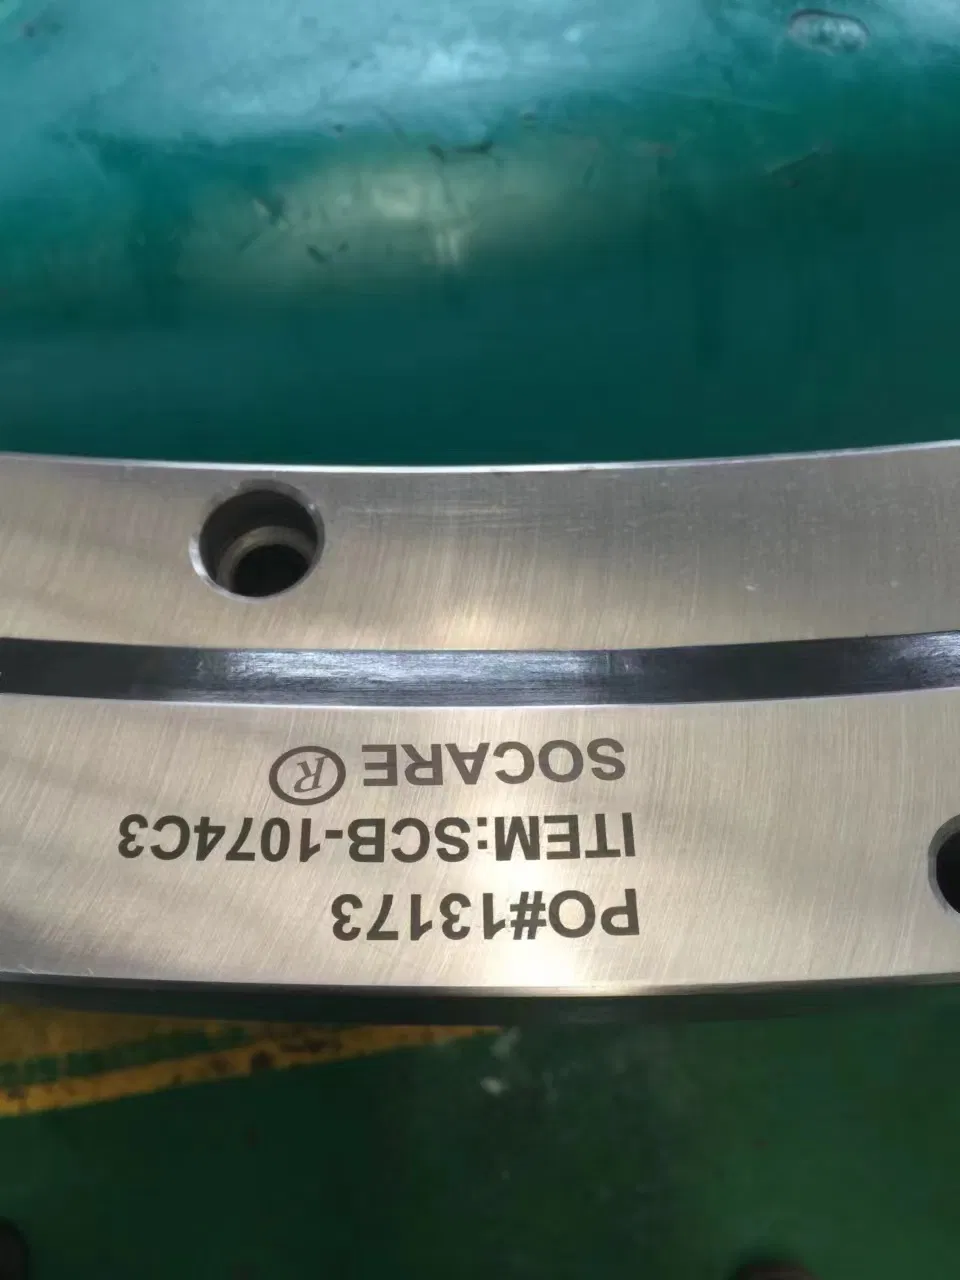 PO#13173
ITEM:SCB-1074C3
SOCARE ®